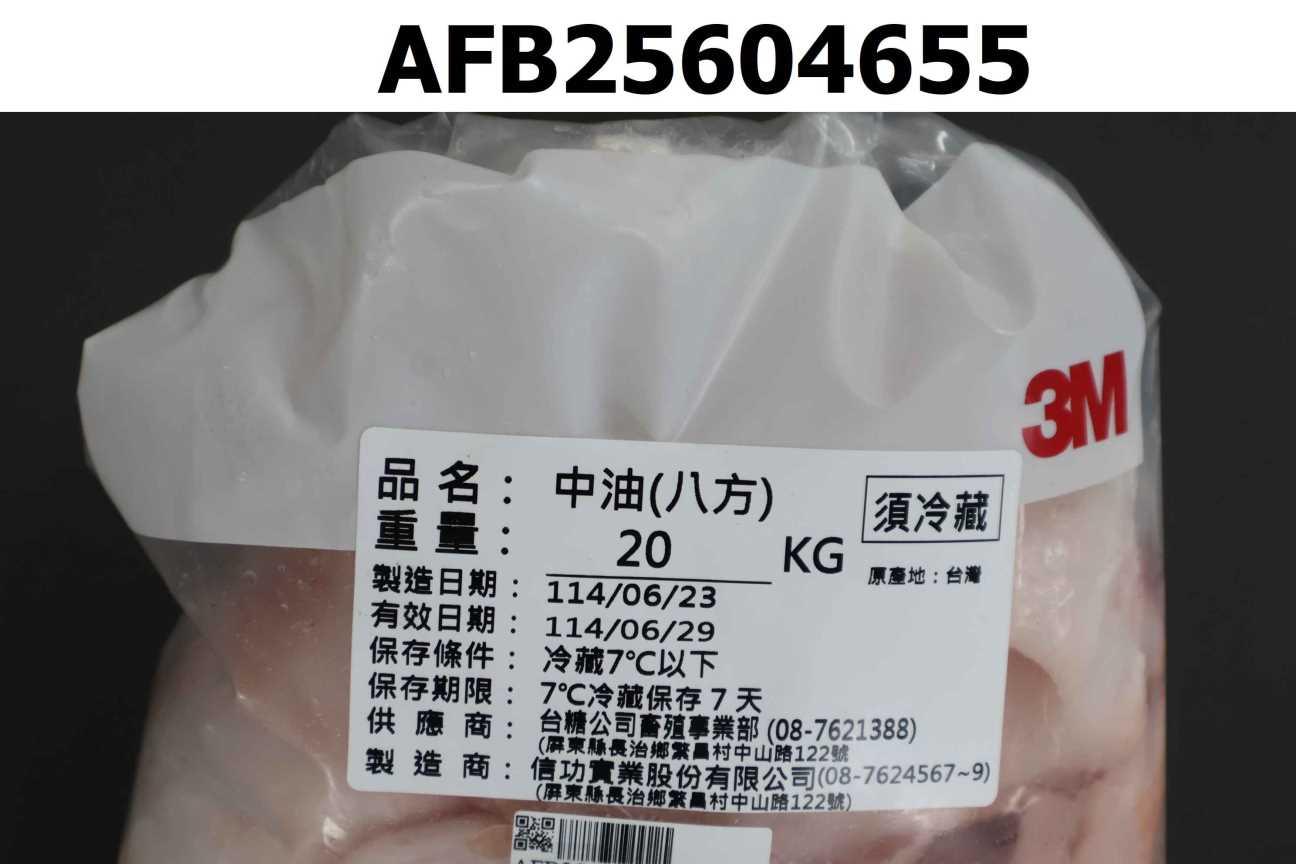 AFB25604655
3M
品名：中油(八方)
須冷藏
重量：20 KG
原產地：台灣
製造日期：114/06/23
有效日期：114/06/29
保存條件：冷藏7℃以下
保存期限：7℃冷藏保存7天
供應商：台糖公司畜殖事業部 (08-7621388)
(屏東縣長治鄉繁昌村中山路122號
製造商：信功實業股份有限公司(08-7624567~9)
(屏東縣長治鄉繁昌村中山路122號)